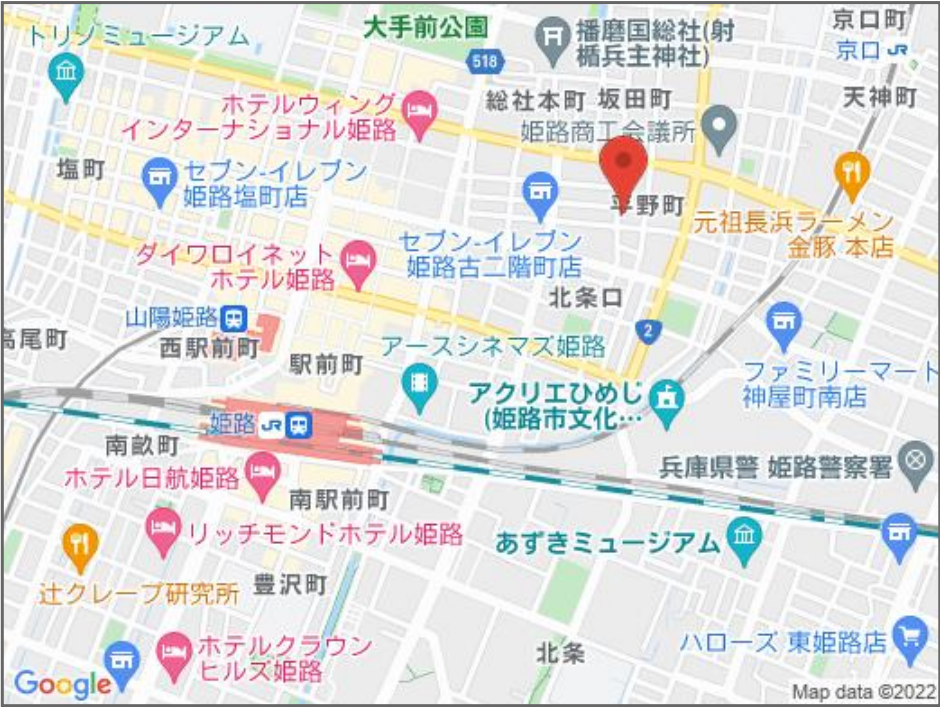 大手前公園
京口町
トリノミュージアム
播磨国総社(射
楯兵主神社)
京口
518
ホテルウィング
インターナショナル姫路
総社本町
坂田町
天神町
姫路商工会議所
塩町
セブン-イレブン
姫路塩町店
平野町
元祖長浜ラーメン
金豚 本店
ダイワロイネット
ホテル姫路
セブン-イレブン
姫路古二階町店
北条口
山陽姫路
2
高尾町
西駅前町
駅前町
アースシネマズ姫路
アクリエひめじ
(姫路市文化…
ファミリーマート
神屋町南店
姫路 JR
南畝町
ホテル日航姫路
兵庫県警 姫路警察署
南駅前町
リッチモンドホテル姫路
あずきミュージアム
辻クレープ研究所
豊沢町
ホテルクラウン
ヒルズ姫路
北条
ハローズ 東姫路店
Google
Map data ©2022